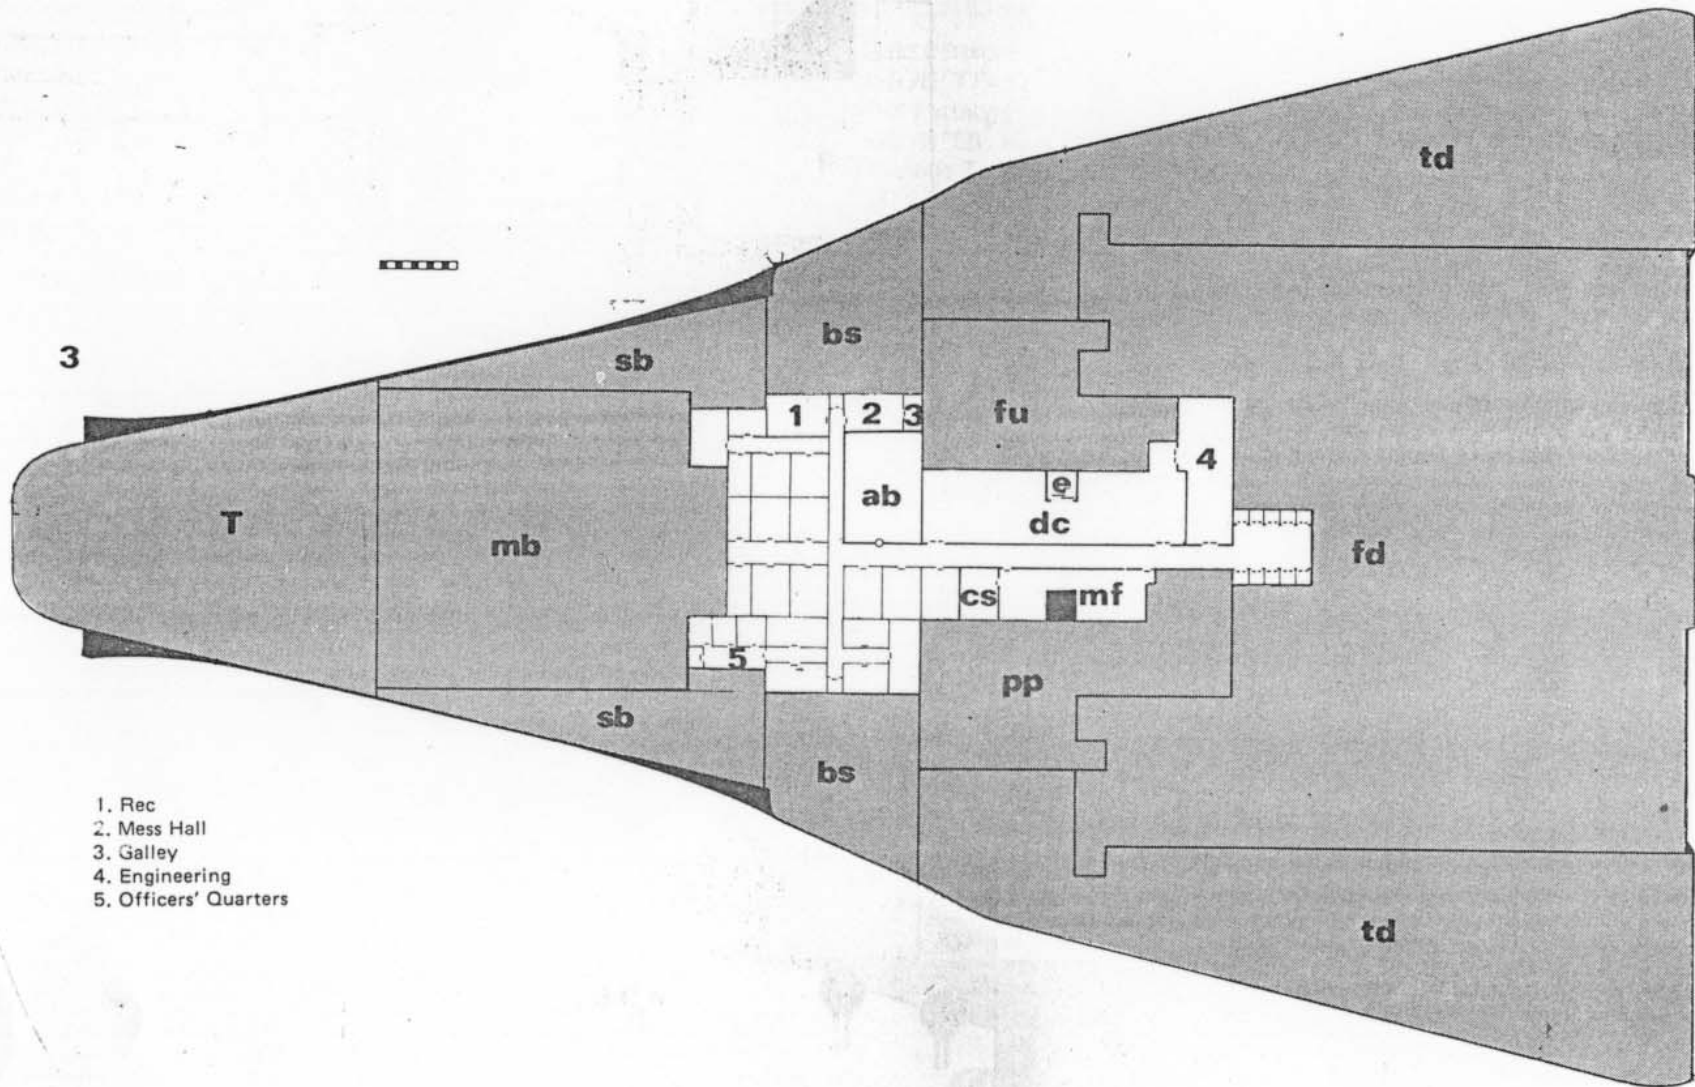 td
bs
sb
3
1
2
3
fu
4
e
ab
T
dc
mb
fd
cs
mf
5
pp
sb
bs
1. Rec
2. Mess Hall
3. Galley
4. Engineering
5. Officers' Quarters
td